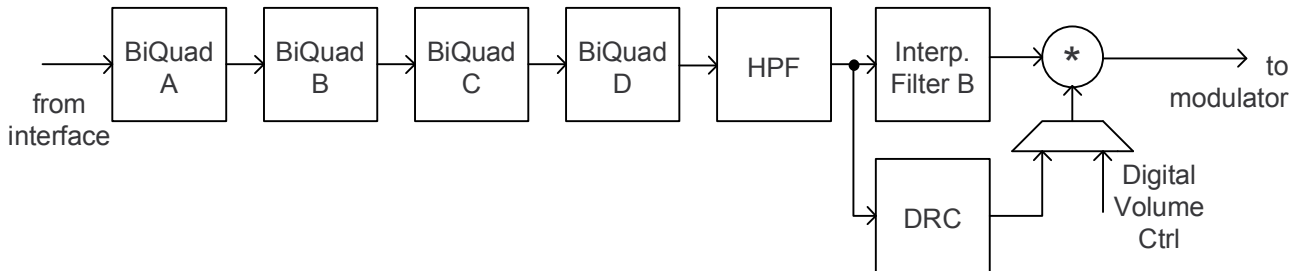 from
interface
BiQuad
A
BiQuad
B
BiQuad
C
BiQuad
D
HPF
Interp.
Filter B
*
to
modulator
DRC
Digital
Volume
Ctrl